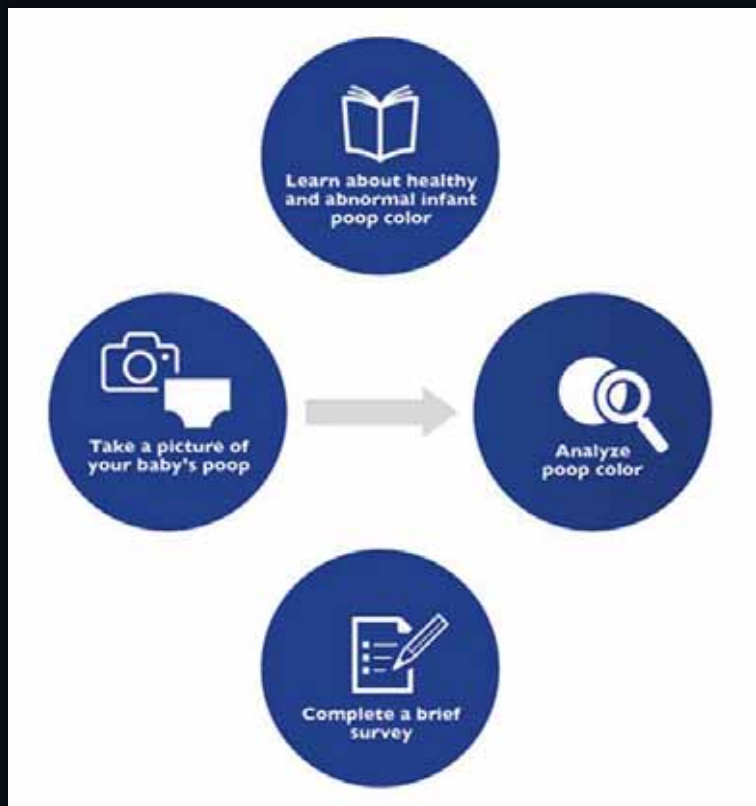 Learn about healthy
and abnormal infant
poop color
Take a picture of
your baby's poop
Analyze
poop color
Complete a brief
survey